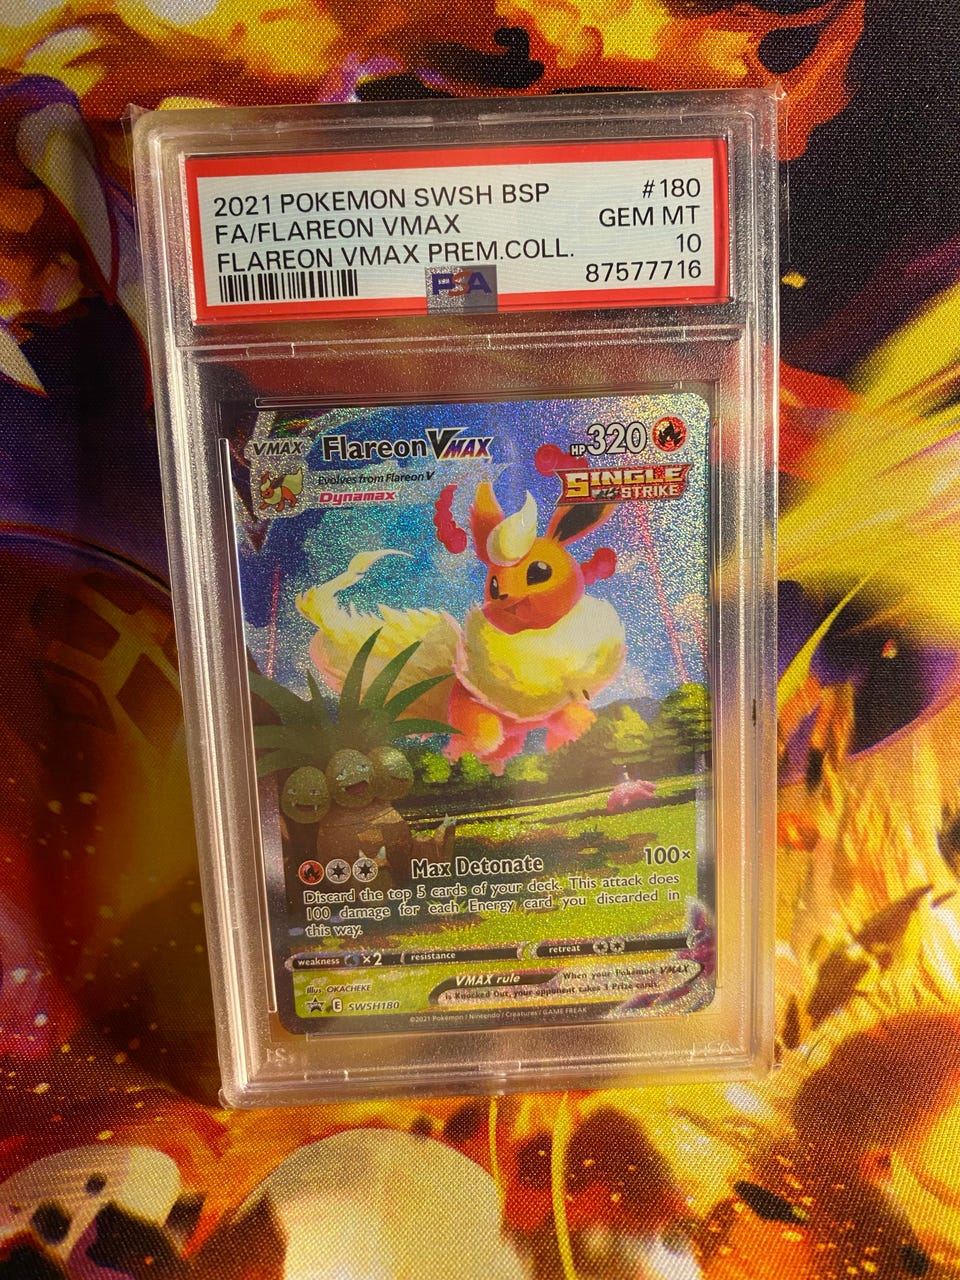 2021 POKEMON SWSH BSP #180
FA/FLAREON VMAX GEM MT
FLAREON VMAX PREM.COLL. 10
PSA 87577716
VMAX Flareon VMAX HP 320
Evolves from Flareon V
Dynamax
SINGLE STRIKE
Max Detonate 100×
Discard the top 5 cards of your deck. This attack does
100 damage for each Energy card you discarded in
this way.
weakness ×2 resistance retreat
VMAX rule When your Pokémon VMAX
is Knocked Out, your opponent takes 3 Prize cards.
Illus. OKACHEKE
E SWSH180
©2021 Pokémon / Nintendo / Creatures / GAME FREAK